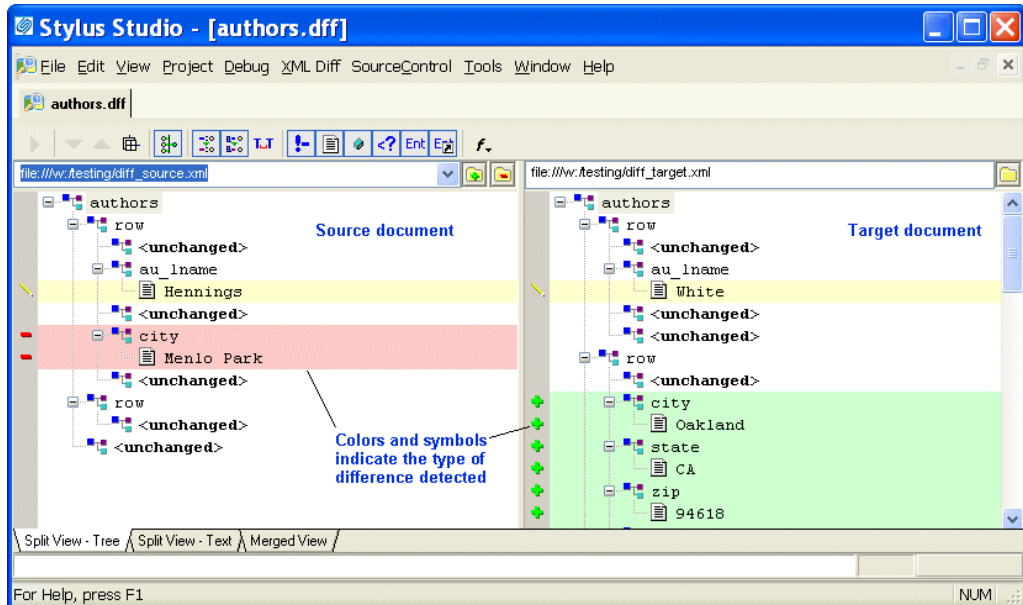 Stylus Studio - [authors.dff]
File Edit View Project Debug XML Diff SourceControl Tools Window Help
authors.dff
<? Ent
file:///w:/testing/diff_source.xml
file:///w:/testing/diff_target.xml
authors
row
Source document
<unchanged>
au_lname
Hennings
<unchanged>
city
Menlo Park
<unchanged>
row
<unchanged>
<unchanged>
Colors and symbols
indicate the type of
difference detected
authors
row
Target document
<unchanged>
au_lname
White
<unchanged>
<unchanged>
row
<unchanged>
city
Oakland
state
CA
zip
94618
Split View - Tree Split View - Text Merged View
For Help, press F1
NUM